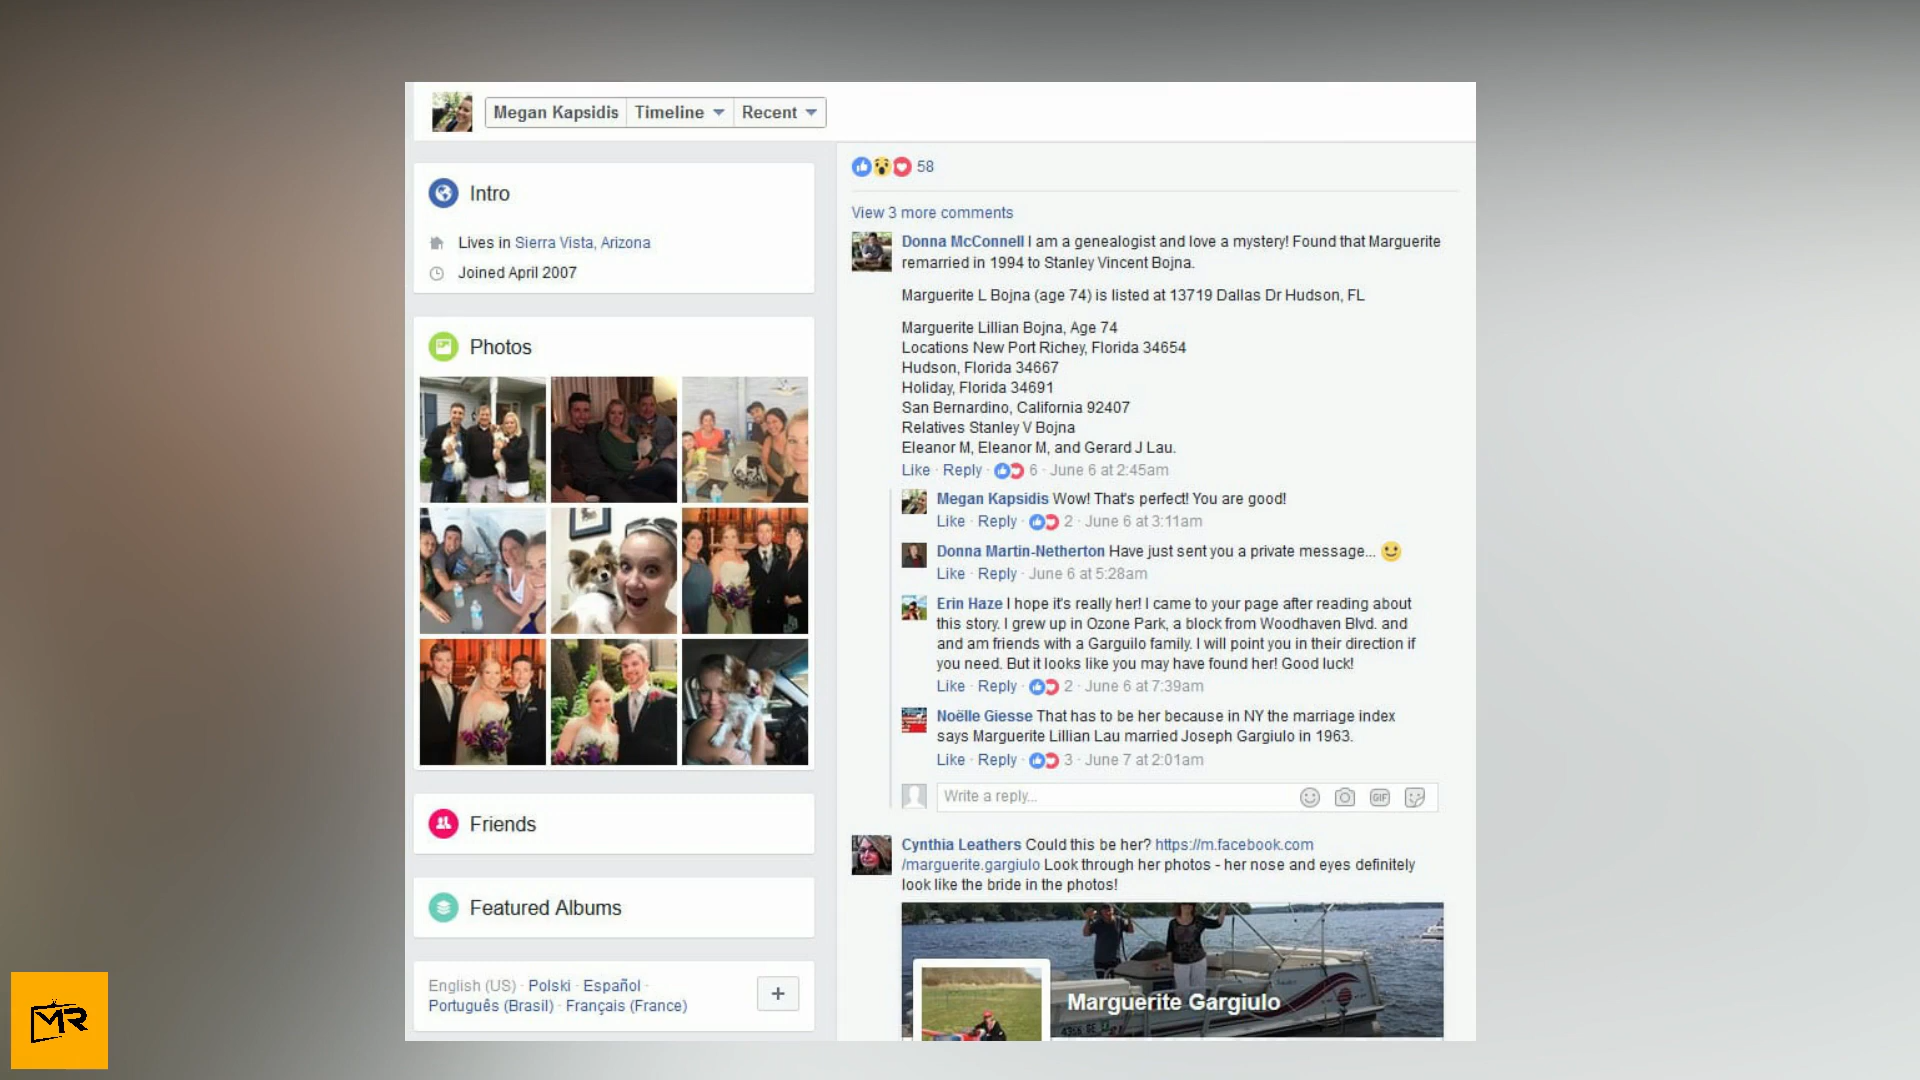 Megan Kapsidis Timeline Recent
Intro
Lives in Sierra Vista, Arizona
Joined April 2007
Photos
Friends
Featured Albums
English (US) · Polski · Español ·
Português (Brasil) · Français (France)
+
58
View 3 more comments
Donna McConnell I am a genealogist and love a mystery! Found that Marguerite
remarried in 1994 to Stanley Vincent Bojna.
Marguerite L Bojna (age 74) is listed at 13719 Dallas Dr Hudson, FL
Marguerite Lillian Bojna, Age 74
Locations New Port Richey, Florida 34654
Hudson, Florida 34667
Holiday, Florida 34691
San Bernardino, California 92407
Relatives Stanley V Bojna
Eleanor M, Eleanor M, and Gerard J Lau.
Like · Reply · 6 · June 6 at 2:45am
Megan Kapsidis Wow! That's perfect! You are good!
Like · Reply · 2 · June 6 at 3:11am
Donna Martin-Netherton Have just sent you a private message...
Like · Reply · June 6 at 5:28am
Erin Haze I hope it's really her! I came to your page after reading about
this story. I grew up in Ozone Park, a block from Woodhaven Blvd. and
and am friends with a Garguilo family. I will point you in their direction if
you need. But it looks like you may have found her! Good luck!
Like · Reply · 2 · June 6 at 7:39am
Noëlle Giesse That has to be her because in NY the marriage index
says Marguerite Lillian Lau married Joseph Gargiulo in 1963.
Like · Reply · 3 · June 7 at 2:01am
Write a reply...
GIF
Cynthia Leathers Could this be her? https://m.facebook.com
/marguerite.gargiulo Look through her photos - her nose and eyes definitely
look like the bride in the photos!
Marguerite Gargiulo
MR